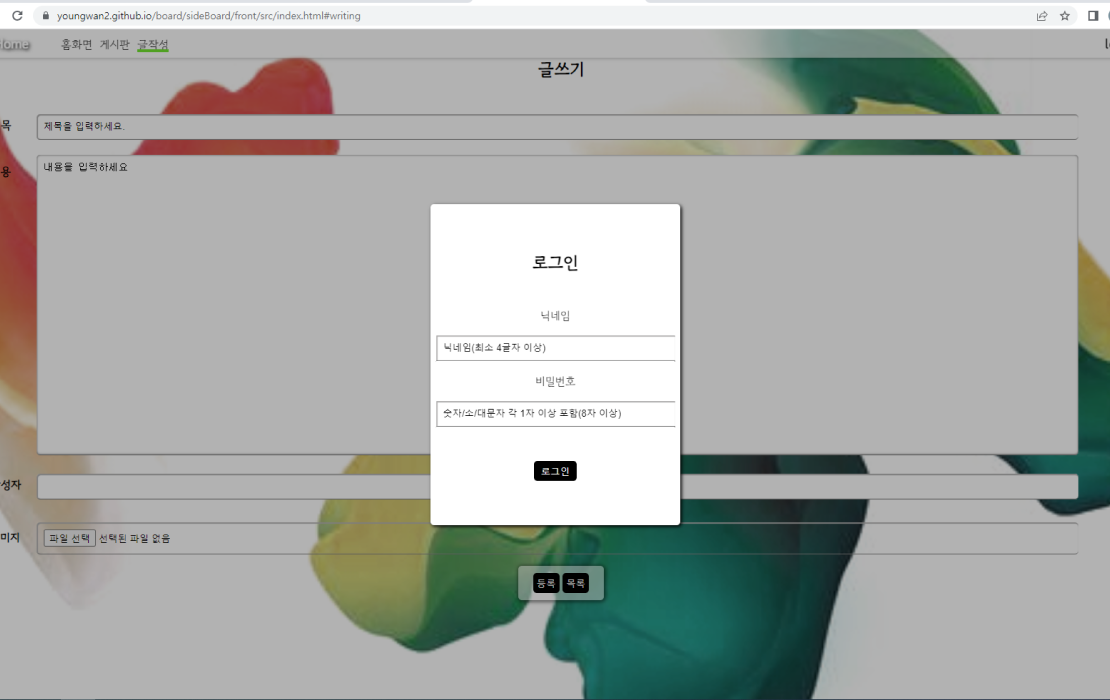 youngwan2.github.io/board/sideBoard/front/src/index.html#writing
Home 홈화면 게시판 글작성
글쓰기
목 제목을 입력하세요.
용 내용을 입력하세요
로그인
닉네임
닉네임(최소 4글자 이상)
비밀번호
숫자/소/대문자 각 1자 이상 포함(8자 이상)
로그인
성자
미지 파일 선택 선택된 파일 없음
등록 목록